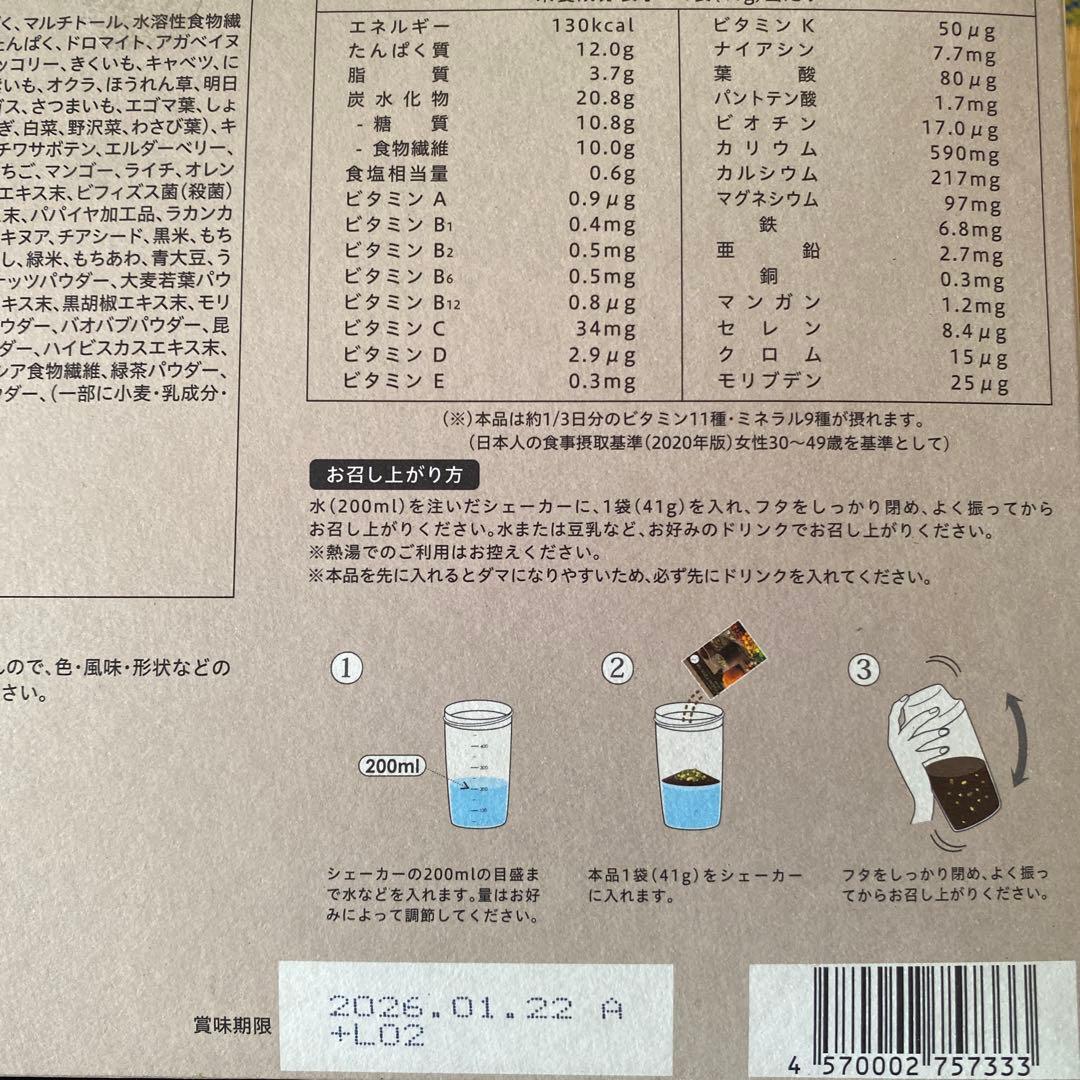 く、マルチトール、水溶性食物繊
たんぱく、ドロマイト、アガベイヌ
ッコリー、きくいも、キャベツ、に
いも、オクラ、ほうれん草、明日
ガス、さつまいも、エゴマ葉、しょ
ぎ、白菜、野沢菜、わさび葉)、キ
チワサボテン、エルダーベリー、
ちご、マンゴー、ライチ、オレン
エキス末、ビフィズス菌(殺菌)
末、パパイヤ加工品、ラカンカ
キヌア、チアシード、黒米、もち
し、緑米、もちあわ、青大豆、う
ナッツパウダー、大麦若葉パウ
キス末、黒胡椒エキス末、モリ
ウダー、バオバブパウダー、昆
ダー、ハイビスカスエキス末、
シア食物繊維、緑茶パウダー、
ダー、(一部に小麦・乳成分・
んので、色・風味・形状などの
さい。
エネルギー 130kcal
たんぱく質 12.0g
脂質 3.7g
炭水化物 20.8g
- 糖質 10.8g
- 食物繊維 10.0g
食塩相当量 0.6g
ビタミン A 0.9μg
ビタミン B1 0.4mg
ビタミン B2 0.5mg
ビタミン B6 0.5mg
ビタミン B12 0.8μg
ビタミン C 34mg
ビタミン D 2.9μg
ビタミン E 0.3mg
ビタミン K 50μg
ナイアシン 7.7mg
葉酸 80μg
パントテン酸 1.7mg
ビオチン 17.0μg
カリウム 590mg
カルシウム 217mg
マグネシウム 97mg
鉄 6.8mg
亜鉛 2.7mg
銅 0.3mg
マンガン 1.2mg
セレン 8.4μg
クロム 15μg
モリブデン 25μg
(※)本品は約1/3日分のビタミン11種・ミネラル9種が摂れます。
(日本人の食事摂取基準(2020年版)女性30〜49歳を基準として)
お召し上がり方
水(200ml)を注いだシェーカーに、1袋(41g)を入れ、フタをしっかり閉め、よく振ってから
お召し上がりください。水または豆乳など、お好みのドリンクでお召し上がりください。
※熱湯でのご利用はお控えください。
※本品を先に入れるとダマになりやすいため、必ず先にドリンクを入れてください。
1
400
300
200
100
200ml
シェーカーの200mlの目盛ま
で水などを入れます。量はお好
みによって調節してください。
2
本品1袋(41g)をシェーカー
に入れます。
3
フタをしっかり閉め、よく振っ
てからお召し上がりください。
賞味期限
2026.01.22 A
+L02
4 570002 757333